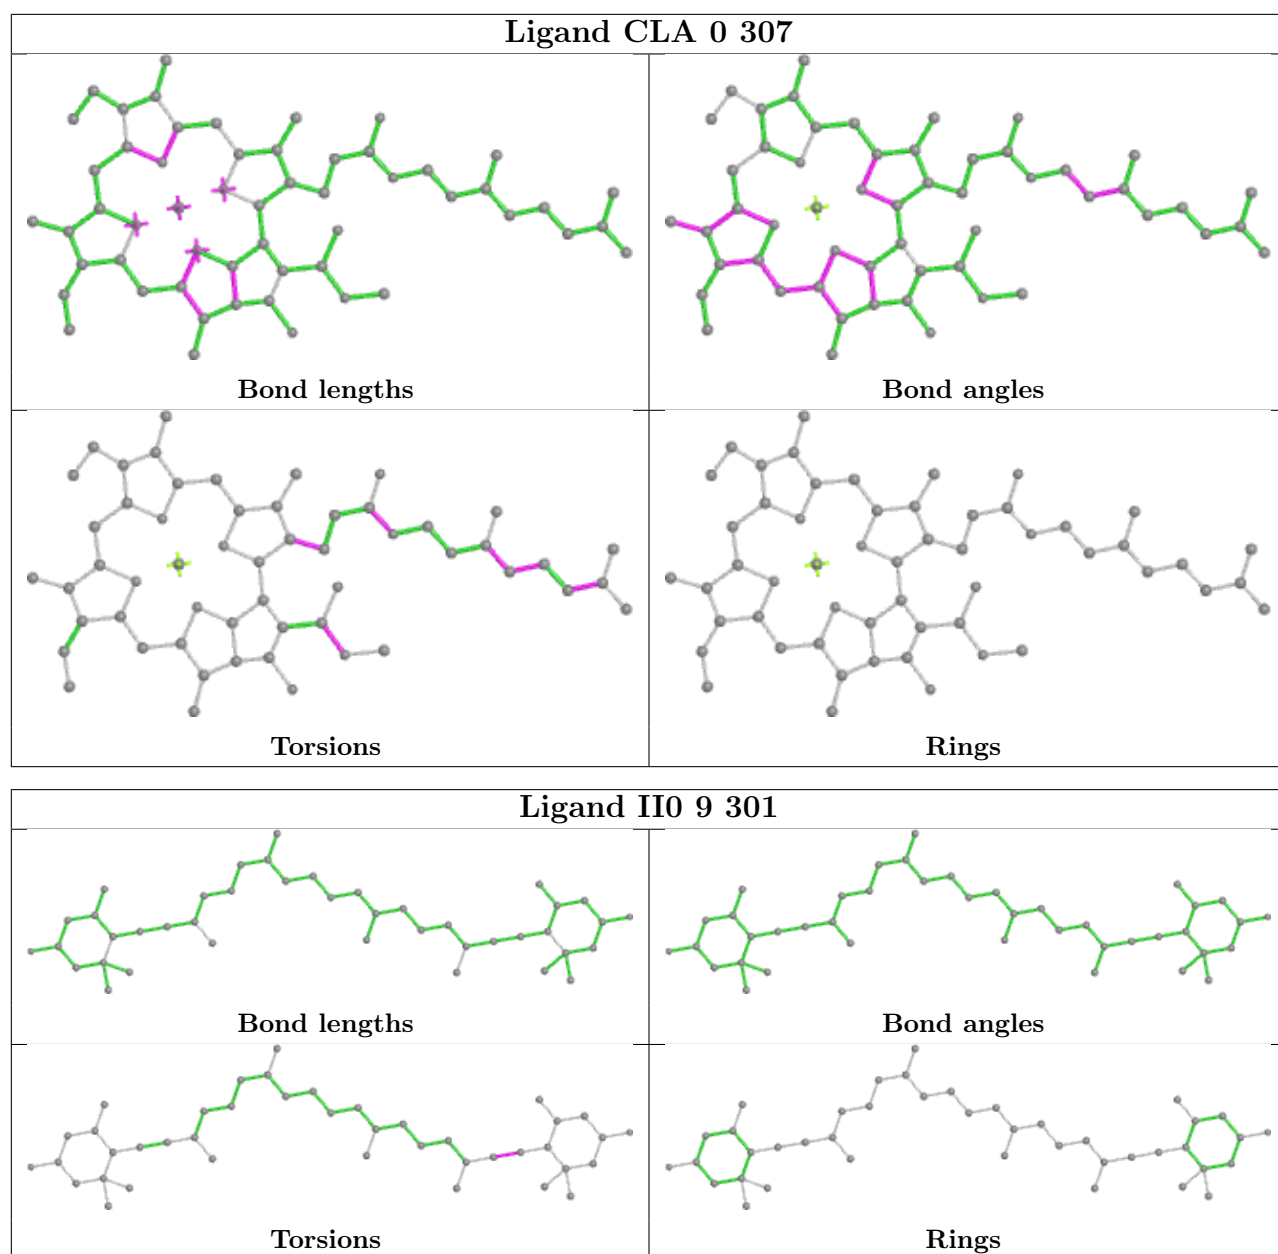 Ligand CLA 0 307
Bond lengths
Bond angles
Torsions
Rings
Ligand II0 9 301
Bond lengths
Bond angles
Torsions
Rings